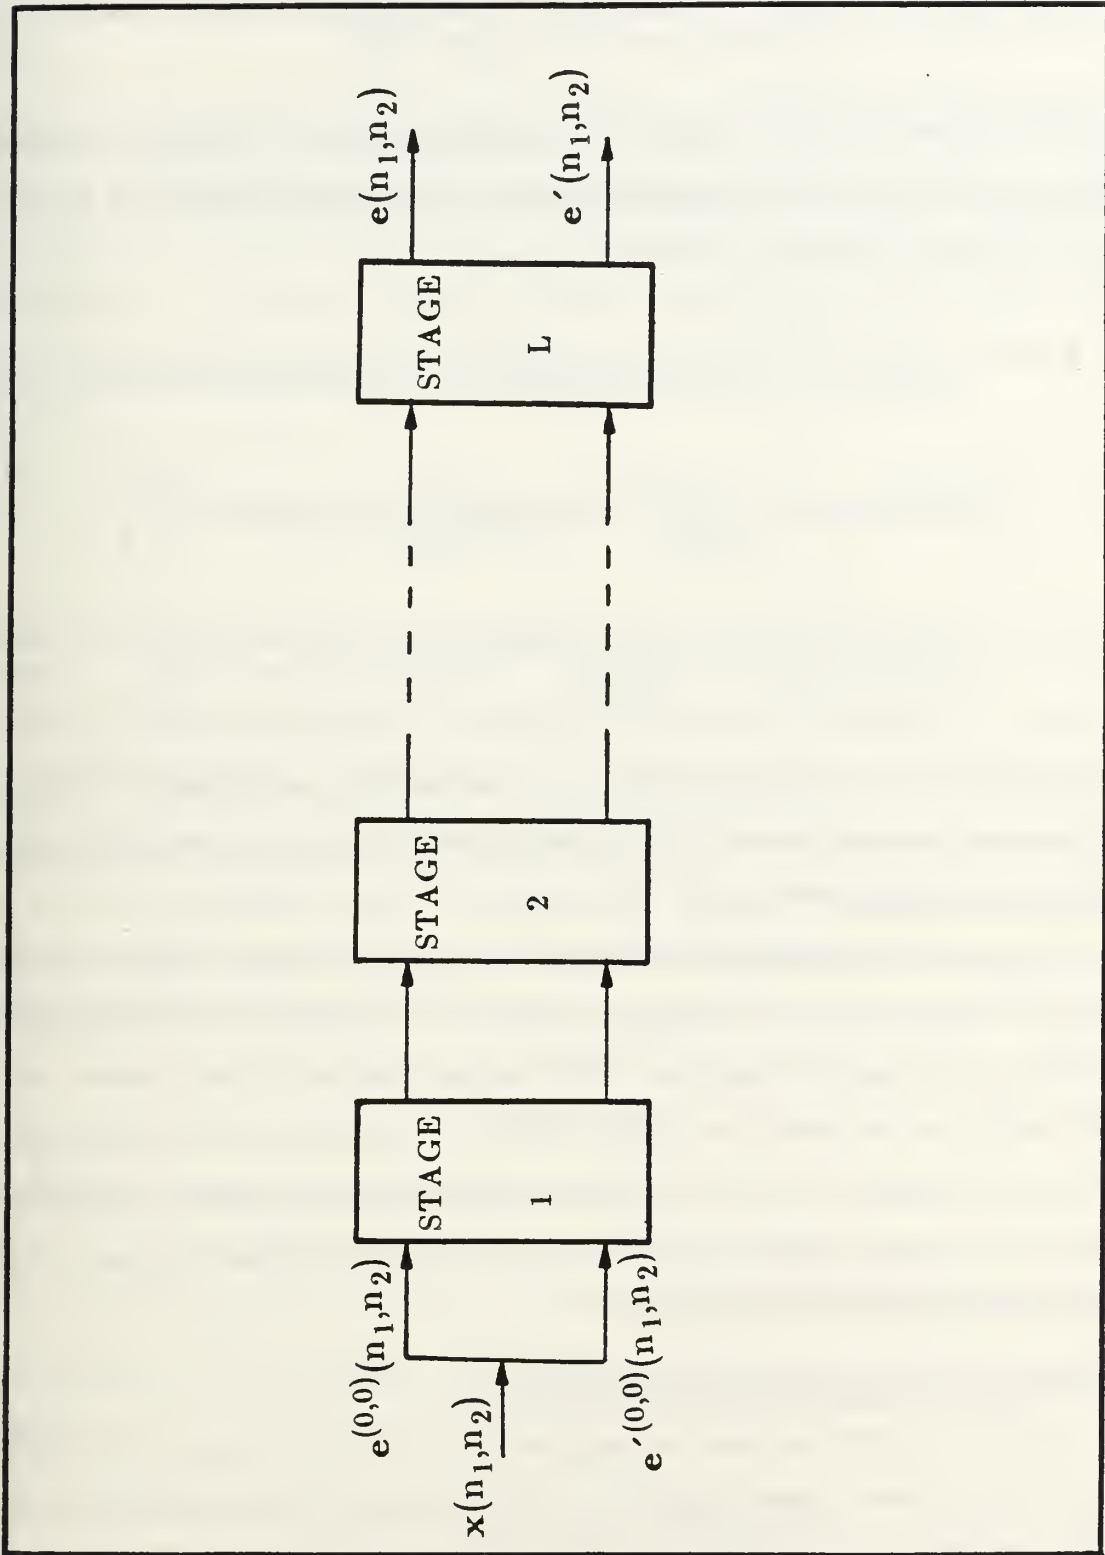 x(n₁,n₂)
e⁽⁰,⁰⁾(n₁,n₂)
e´⁽⁰,⁰⁾(n₁,n₂)
STAGE
1
STAGE
2
STAGE
L
e(n₁,n₂)
e´(n₁,n₂)